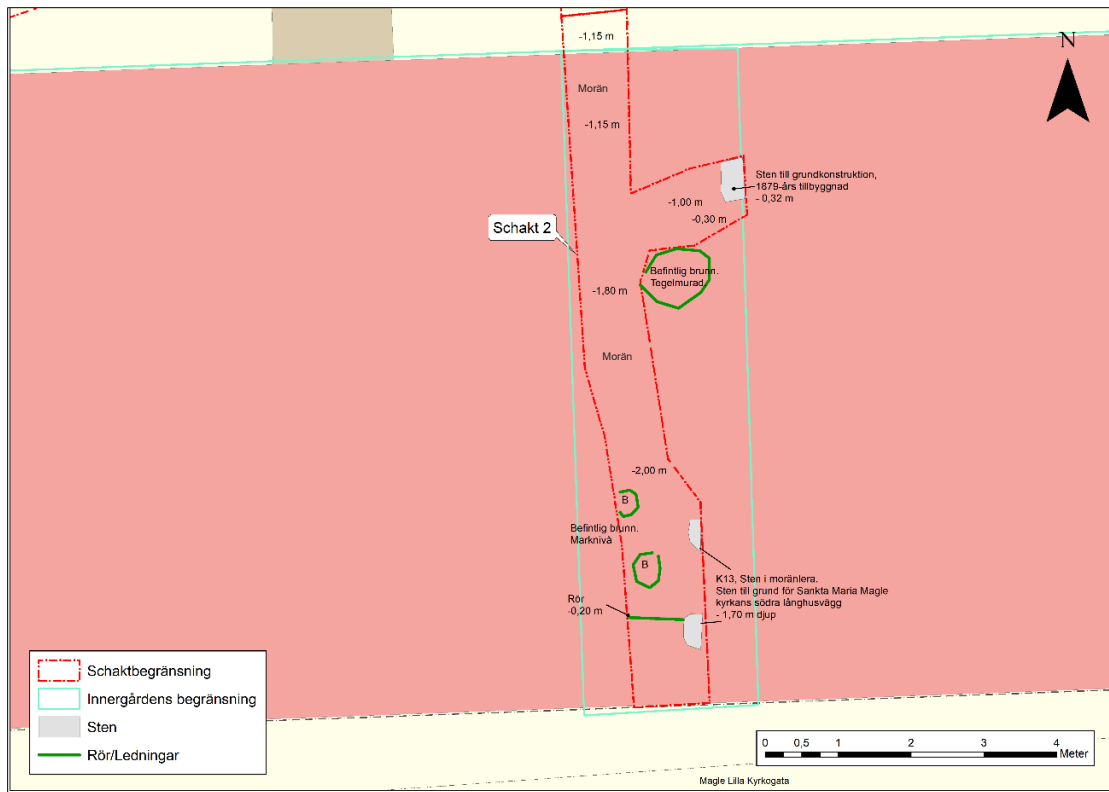 -1,15 m
N
Morän
-1,15 m
Sten till grundkonstruktion,
1879-års tillbyggnad
- 0,32 m
-1,00 m
-0,30 m
Schakt 2
Befintlig brunn.
Tegelmurad
-1,80 m
Morän
-2,00 m
B
Befintlig brunn.
Marknivå
B
K13, Sten i moränlera.
Sten till grund för Sankta Maria Magle
kyrkans södra långhusvägg
- 1,70 m djup
Rör
-0,20 m
Schaktbegränsning
Innergårdens begränsning
Sten
Rör/Ledningar
0 0,5 1 2 3 4
Meter
Magle Lilla Kyrkogata